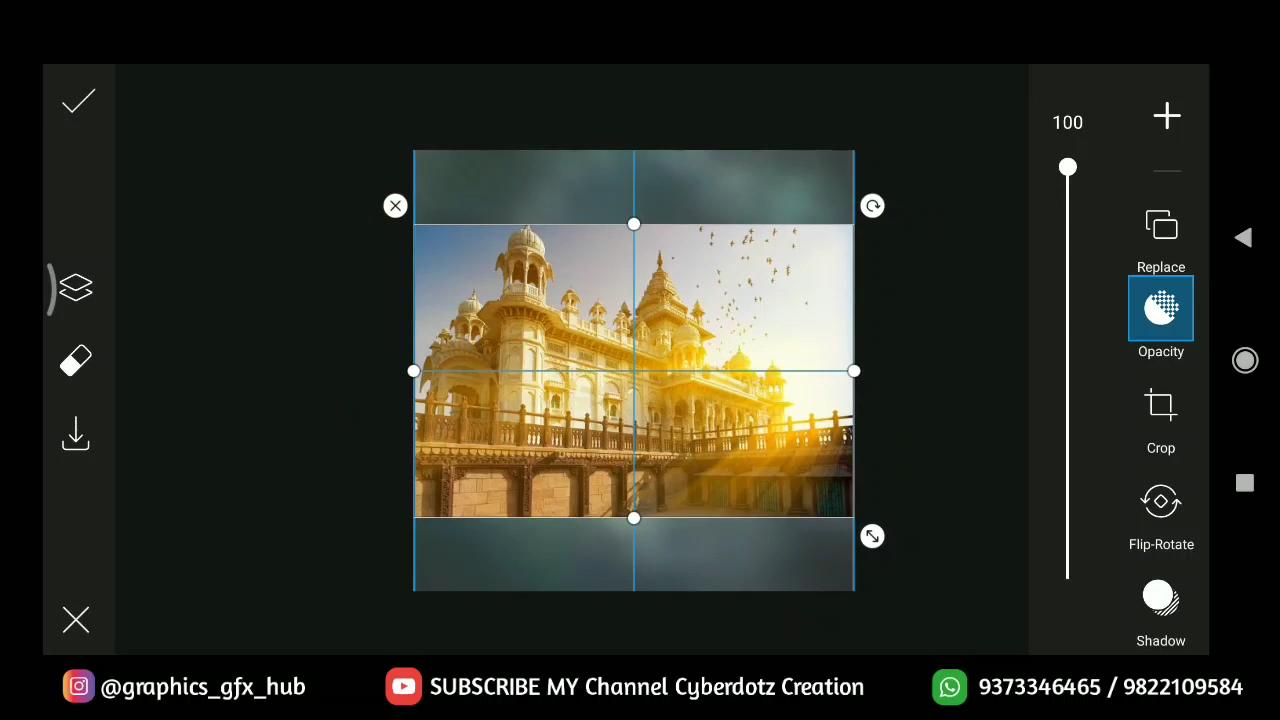 100
Replace
Opacity
Crop
Flip-Rotate
Shadow
@graphics_gfx_hub
SUBSCRIBE MY Channel Cyberdotz Creation
9373346465 / 9822109584